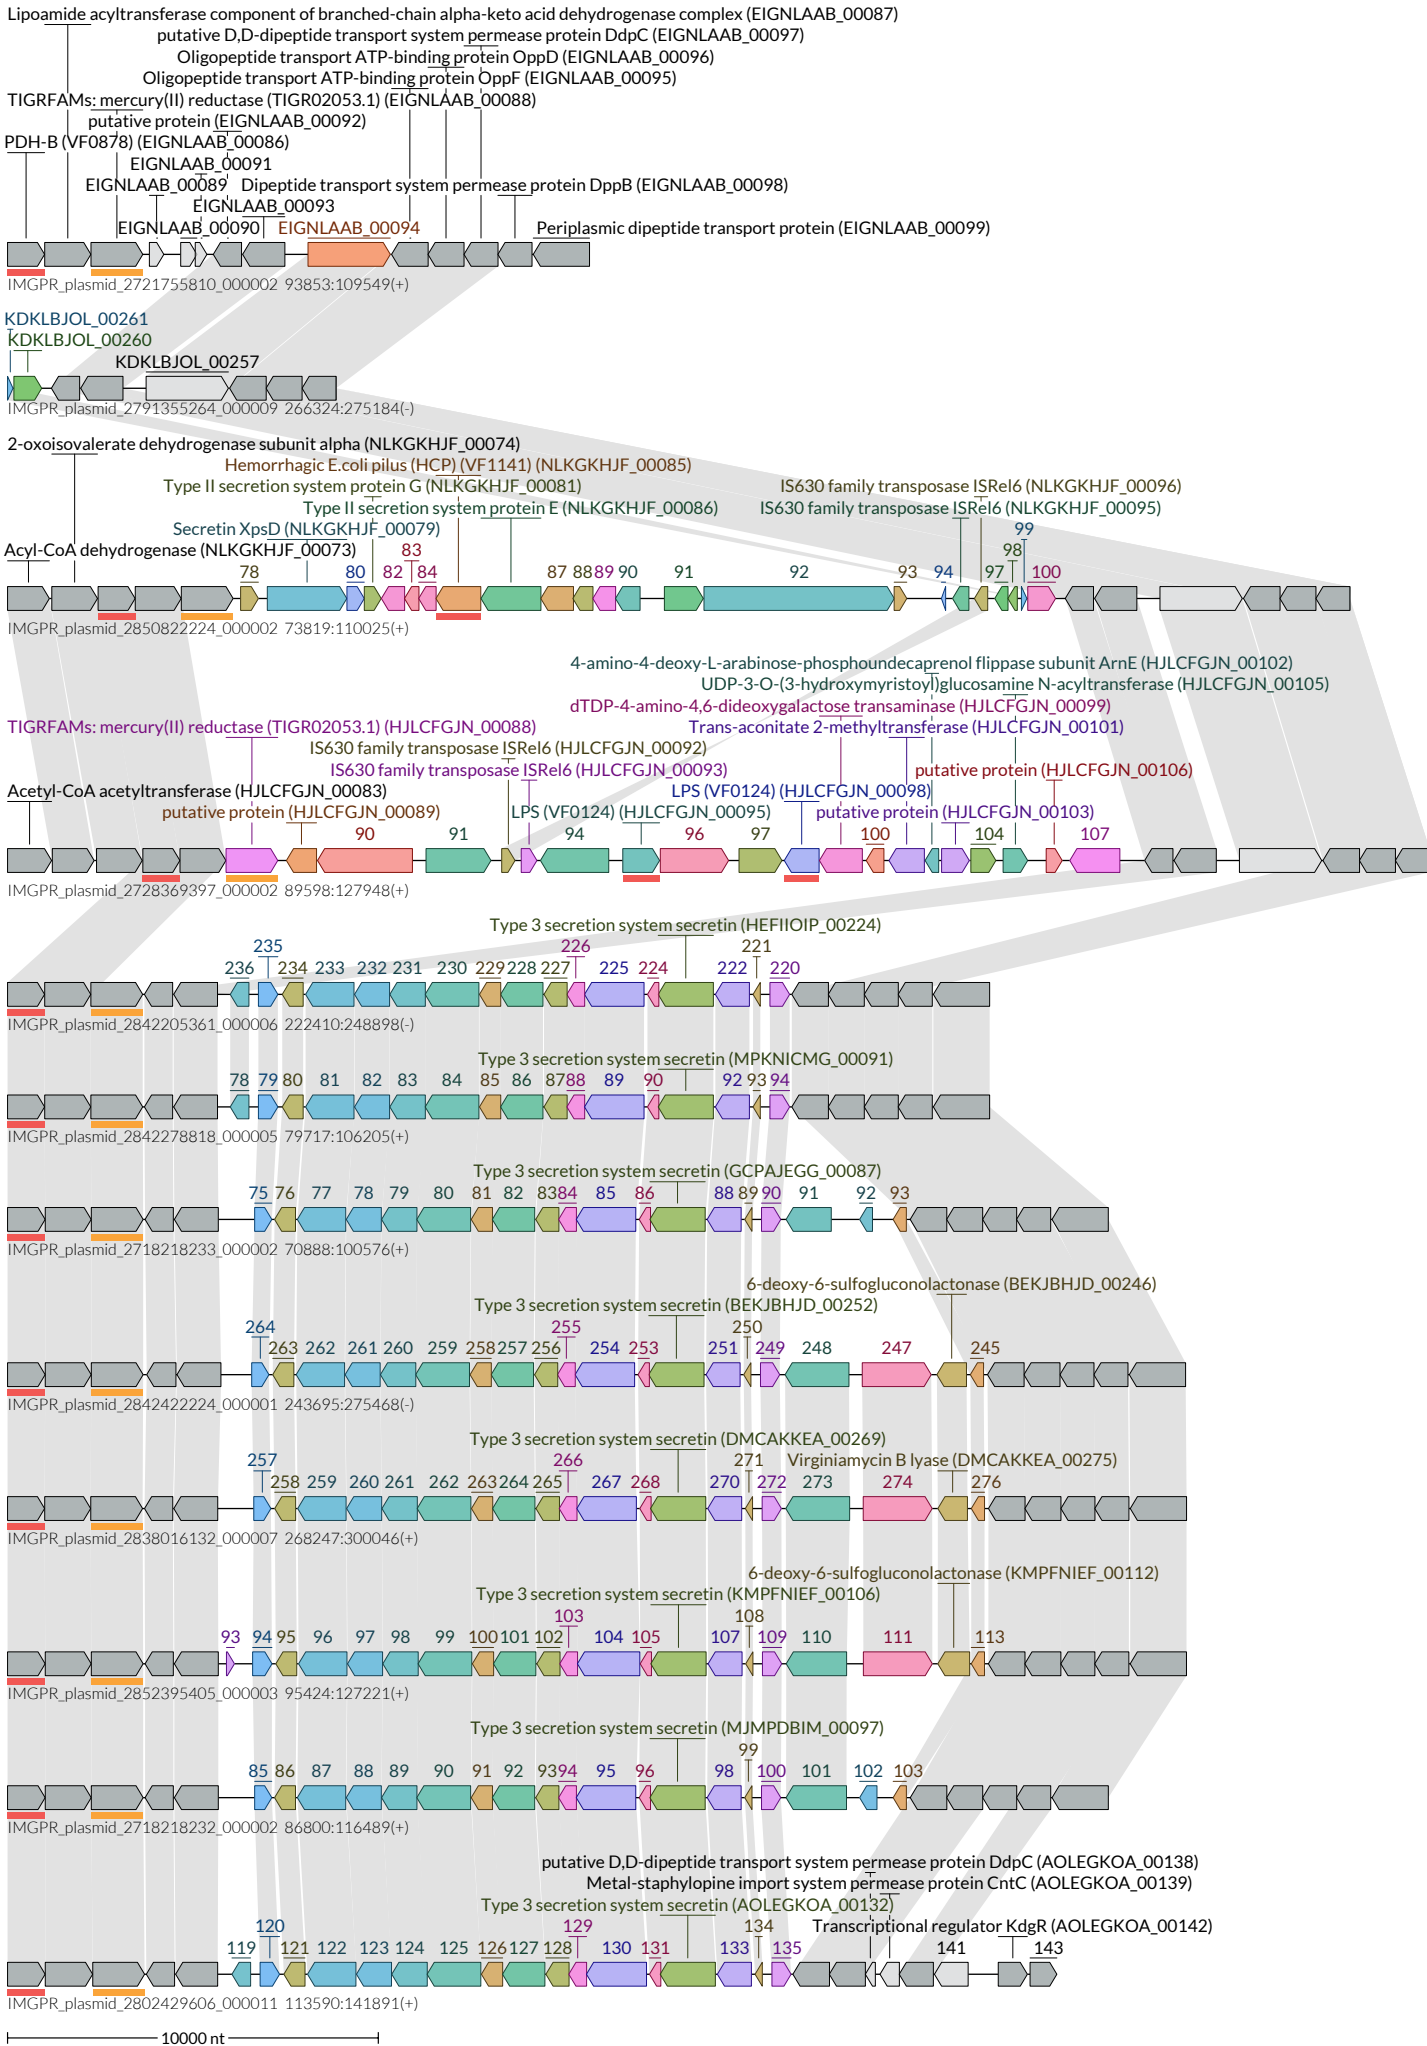 Lipoamide acyltransferase component of branched-chain alpha-keto acid dehydrogenase complex (EIGNLAAB_00087)
putative D,D-dipeptide transport system permease protein DdpC (EIGNLAAB_00097)
Oligopeptide transport ATP-binding protein OppD (EIGNLAAB_00096)
Oligopeptide transport ATP-binding protein OppF (EIGNLAAB_00095)
TIGRFAMs: mercury(II) reductase (TIGR02053.1) (EIGNLAAB_00088)
putative protein (EIGNLAAB_00092)
PDH-B (VF0878) (EIGNLAAB_00086)
EIGNLAAB_00091
EIGNLAAB_00089 Dipeptide transport system permease protein DppB (EIGNLAAB_00098)
EIGNLAAB_00093
EIGNLAAB_00090 EIGNLAAB_00094 Periplasmic dipeptide transport protein (EIGNLAAB_00099)
IMGPR_plasmid_2721755810_000002 93853:109549(+)
KDKLBJOL_00261
KDKLBJOL_00260
KDKLBJOL_00257
IMGPR_plasmid_2791355264_000009 266324:275184(-)
2-oxoisovalerate dehydrogenase subunit alpha (NLKGKHJF_00074)
Hemorrhagic E.coli pilus (HCP) (VF1141) (NLKGKHJF_00085)
Type II secretion system protein G (NLKGKHJF_00081) IS630 family transposase ISRel6 (NLKGKHJF_00096)
Type II secretion system protein E (NLKGKHJF_00086) IS630 family transposase ISRel6 (NLKGKHJF_00095)
Secretin XpsD (NLKGKHJF_00079) 99
Acyl-CoA dehydrogenase (NLKGKHJF_00073) 83 98
78 80 82 84 87 88 89 90 91 92 93 94 97 100
IMGPR_plasmid_2850822224_000002 73819:110025(+)
4-amino-4-deoxy-L-arabinose-phosphoundecaprenol flippase subunit ArnE (HJLCFGJN_00102)
UDP-3-O-(3-hydroxymyristoyl)glucosamine N-acyltransferase (HJLCFGJN_00105)
dTDP-4-amino-4,6-dideoxygalactose transaminase (HJLCFGJN_00099)
TIGRFAMs: mercury(II) reductase (TIGR02053.1) (HJLCFGJN_00088) Trans-aconitate 2-methyltransferase (HJLCFGJN_00101)
IS630 family transposase ISRel6 (HJLCFGJN_00092)
IS630 family transposase ISRel6 (HJLCFGJN_00093) putative protein (HJLCFGJN_00106)
Acetyl-CoA acetyltransferase (HJLCFGJN_00083) LPS (VF0124) (HJLCFGJN_00098)
putative protein (HJLCFGJN_00089) LPS (VF0124) (HJLCFGJN_00095) putative protein (HJLCFGJN_00103)
90 91 94 96 97 100 104 107
IMGPR_plasmid_2728369397_000002 89598:127948(+)
Type 3 secretion system secretin (HEFIIOIP_00224)
235 226 221
236 234 233 232 231 230 229 228 227 225 224 222 220
IMGPR_plasmid_2842205361_000006 222410:248898(-)
Type 3 secretion system secretin (MPKNICMG_00091)
78 79 80 81 82 83 84 85 86 87 88 89 90 92 93 94
IMGPR_plasmid_2842278818_000005 79717:106205(+)
Type 3 secretion system secretin (GCPAJEGG_00087)
75 76 77 78 79 80 81 82 83 84 85 86 88 89 90 91 92 93
IMGPR_plasmid_2718218233_000002 70888:100576(+)
6-deoxy-6-sulfogluconolactonase (BEKJBHJD_00246)
Type 3 secretion system secretin (BEKJBHJD_00252)
264 255 250
263 262 261 260 259 258 257 256 254 253 251 249 248 247 245
IMGPR_plasmid_2842422224_000001 243695:275468(-)
Type 3 secretion system secretin (DMCAKKEA_00269)
257 266 271 Virginiamycin B lyase (DMCAKKEA_00275)
258 259 260 261 262 263 264 265 267 268 270 272 273 274 276
IMGPR_plasmid_2838016132_000007 268247:300046(+)
6-deoxy-6-sulfogluconolactonase (KMPFNIEF_00112)
Type 3 secretion system secretin (KMPFNIEF_00106)
103 108
93 94 95 96 97 98 99 100 101 102 104 105 107 109 110 111 113
IMGPR_plasmid_2852395405_000003 95424:127221(+)
Type 3 secretion system secretin (MJMPDBIM_00097)
99
85 86 87 88 89 90 91 92 93 94 95 96 98 100 101 102 103
IMGPR_plasmid_2718218232_000002 86800:116489(+)
putative D,D-dipeptide transport system permease protein DdpC (AOLEGKOA_00138)
Metal-staphylopine import system permease protein CntC (AOLEGKOA_00139)
Type 3 secretion system secretin (AOLEGKOA_00132)
120 129 134 Transcriptional regulator KdgR (AOLEGKOA_00142)
119 121 122 123 124 125 126 127 128 130 131 133 135 141 143
IMGPR_plasmid_2802429606_000011 113590:141891(+)
10000 nt